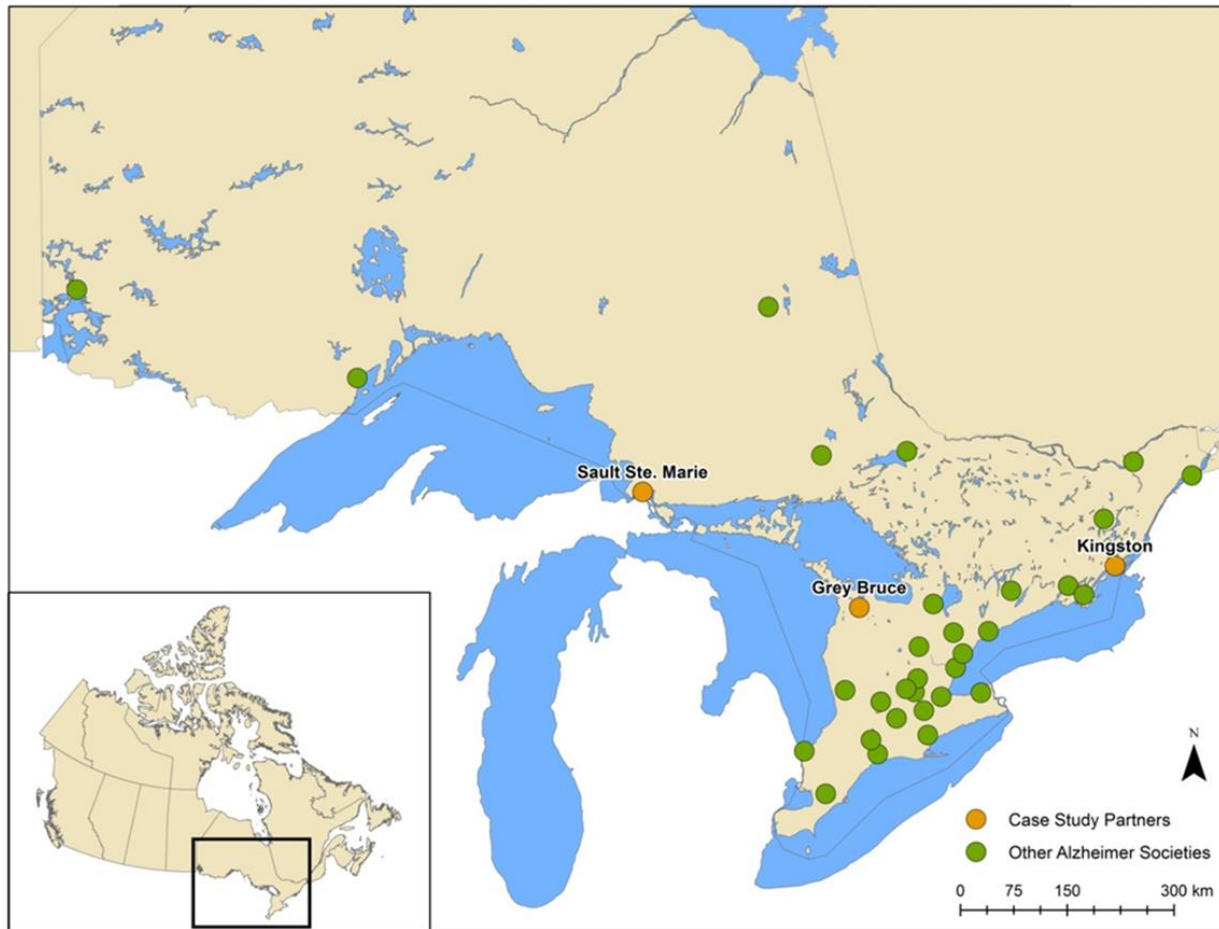 Sault Ste. Marie
Kingston
Grey Bruce
N
Case Study Partners
Other Alzheimer Societies
0 75 150 300 km